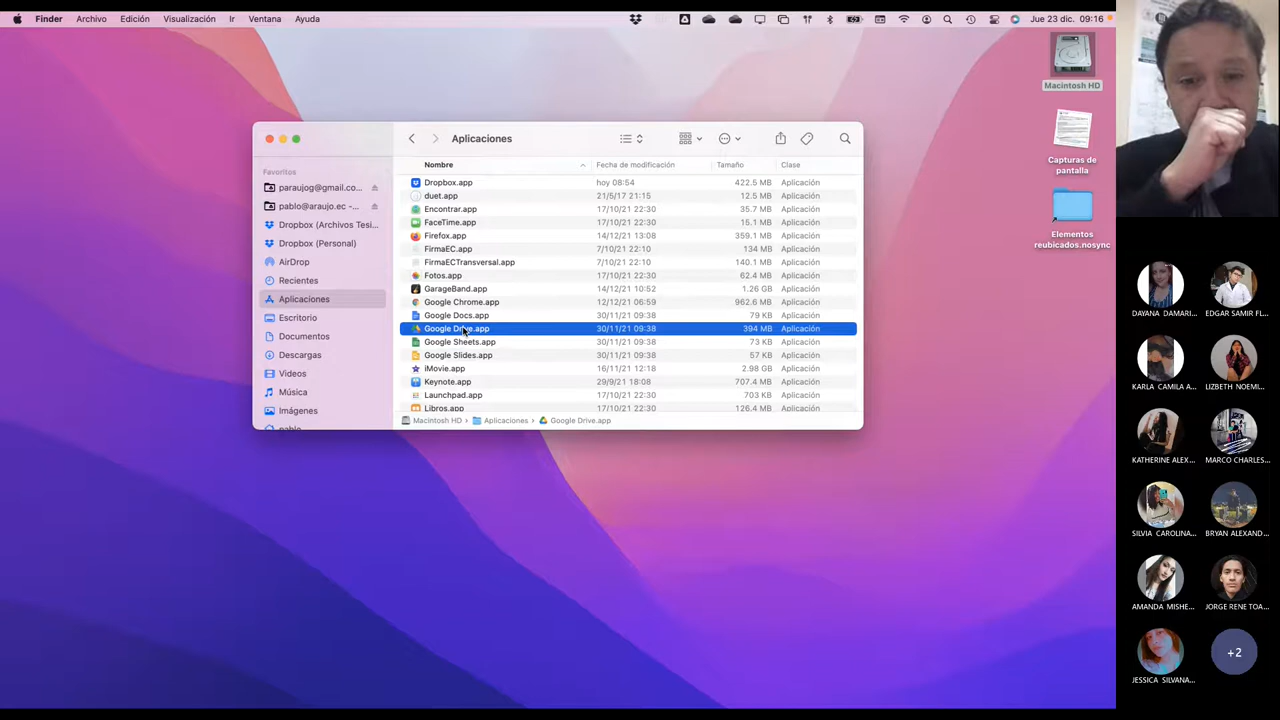 Finder Archivo Edición Visualización Ir Ventana Ayuda
Jue 23 dic. 09:16
Macintosh HD
Capturas de
pantalla
Elementos
reubicados.nosync
Aplicaciones
Favoritos
paraujog@gmail.co...
pablo@araujo.ec -...
Dropbox (Archivos Tesi...
Dropbox (Personal)
AirDrop
Recientes
Aplicaciones
Escritorio
Documentos
Descargas
Videos
Música
Imágenes
pablo
Nombre Fecha de modificación Tamaño Clase
Dropbox.app hoy 08:54 422.5 MB Aplicación
duet.app 21/5/17 21:15 12.5 MB Aplicación
Encontrar.app 17/10/21 22:30 35.7 MB Aplicación
FaceTime.app 17/10/21 22:30 15.1 MB Aplicación
Firefox.app 14/12/21 13:08 359.1 MB Aplicación
FirmaEC.app 7/10/21 22:10 134 MB Aplicación
FirmaECTransversal.app 7/10/21 22:10 140.1 MB Aplicación
Fotos.app 17/10/21 22:30 62.4 MB Aplicación
GarageBand.app 14/12/21 10:52 1.26 GB Aplicación
Google Chrome.app 12/12/21 06:59 962.6 MB Aplicación
Google Docs.app 30/11/21 09:38 79 KB Aplicación
Google Drive.app 30/11/21 09:38 394 MB Aplicación
Google Sheets.app 30/11/21 09:38 73 KB Aplicación
Google Slides.app 30/11/21 09:38 57 KB Aplicación
iMovie.app 16/11/21 12:18 2.98 GB Aplicación
Keynote.app 29/9/21 18:08 707.4 MB Aplicación
Launchpad.app 17/10/21 22:30 703 KB Aplicación
Libros.app 17/10/21 22:30 126.4 MB Aplicación
Macintosh HD › Aplicaciones › Google Drive.app
DAYANA DAMARI... EDGAR SAMIR FL...
KARLA CAMILA A... LIZBETH NOEMI...
KATHERINE ALEX... MARCO CHARLES...
SILVIA CAROLINA... BRYAN ALEXAND...
AMANDA MISHE... JORGE RENE TOA...
JESSICA SILVANA... +2